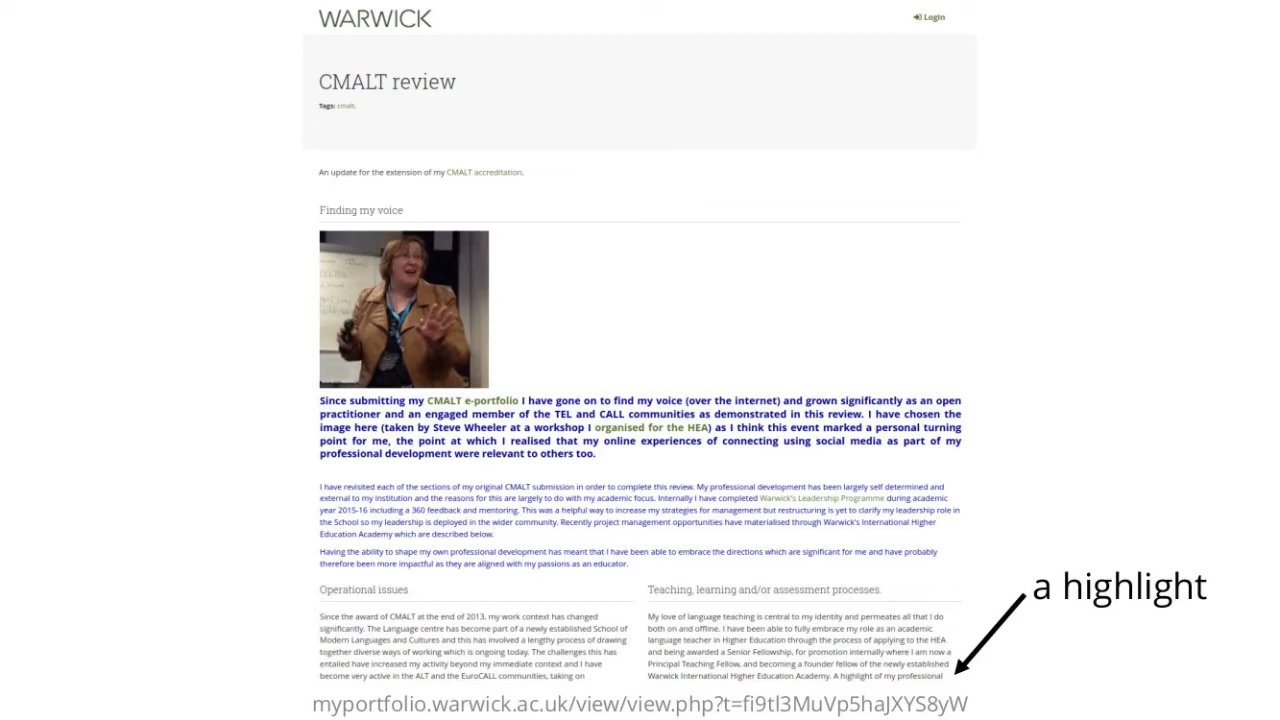 WARWICK
Login
CMALT review
Tags: cmalt.
An update for the extension of my CMALT accreditation.
Finding my voice
Since submitting my CMALT e-portfolio I have gone on to find my voice (over the internet) and grown significantly as an open
practitioner and an engaged member of the TEL and CALL communities as demonstrated in this review. I have chosen the
image here (taken by Steve Wheeler at a workshop I organised for the HEA) as I think this event marked a personal turning
point for me, the point at which I realised that my online experiences of connecting using social media as part of my
professional development were relevant to others too.
I have revisited each of the sections of my original CMALT submission in order to complete this review. My professional development has been largely self determined and
external to my institution and the reasons for this are largely to do with my academic focus. Internally I have completed Warwick's Leadership Programme during academic
year 2015-16 including a 360 feedback and mentoring. This was a helpful way to increase my strategies for management but restructuring is yet to clarify my leadership role in
the School so my leadership is deployed in the wider community. Recently project management opportunities have materialised through Warwick's International Higher
Education Academy which are described below.
Having the ability to shape my own professional development has meant that I have been able to embrace the directions which are significant for me and have probably
therefore been more impactful as they are aligned with my passions as an educator.
Operational issues
Since the award of CMALT at the end of 2013, my work context has changed
significantly. The Language centre has become part of a newly established School of
Modern Languages and Cultures and this has involved a lengthy process of drawing
together diverse ways of working which is ongoing today. The challenges this has
entailed have increased my activity beyond my immediate context and I have
become very active in the ALT and the EuroCALL communities, taking on
Teaching, learning and/or assessment processes.
My love of language teaching is central to my identity and permeates all that I do
both on and offline. I have been able to fully embrace my role as an academic
language teacher in Higher Education through the process of applying to the HEA
and being awarded a Senior Fellowship, for promotion internally where I am now a
Principal Teaching Fellow, and becoming a founder fellow of the newly established
Warwick International Higher Education Academy. A highlight of my professional
a highlight
myportfolio.warwick.ac.uk/view/view.php?t=fi9tl3MuVp5haJXYS8yW